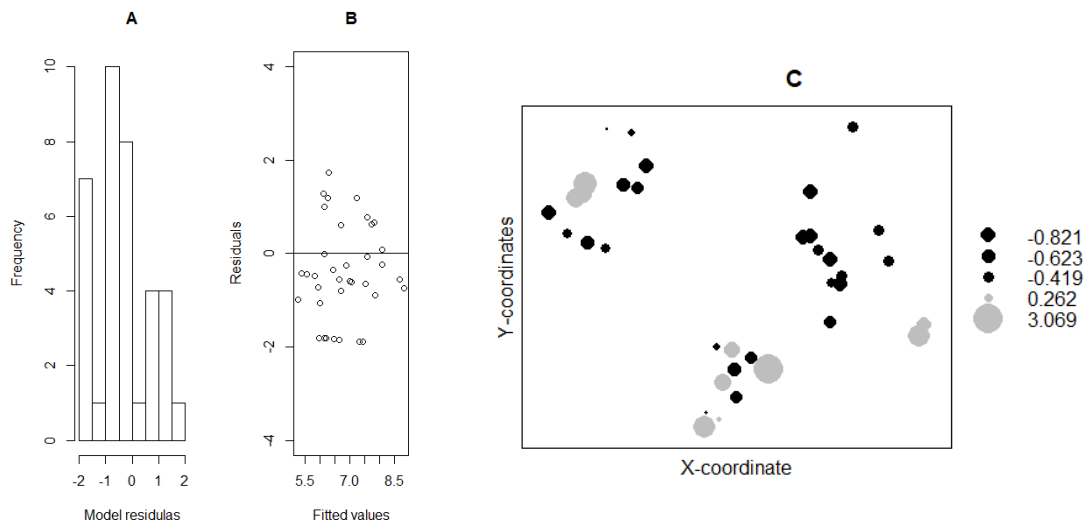 A
Frequency
10
8
6
4
2
0
-2 -1 0 1 2
Model residulas
B
Residuals
4
2
0
-2
-4
5.5 7.0 8.5
Fitted values
C
Y-coordinates
X-coordinate
-0.821
-0.623
-0.419
0.262
3.069